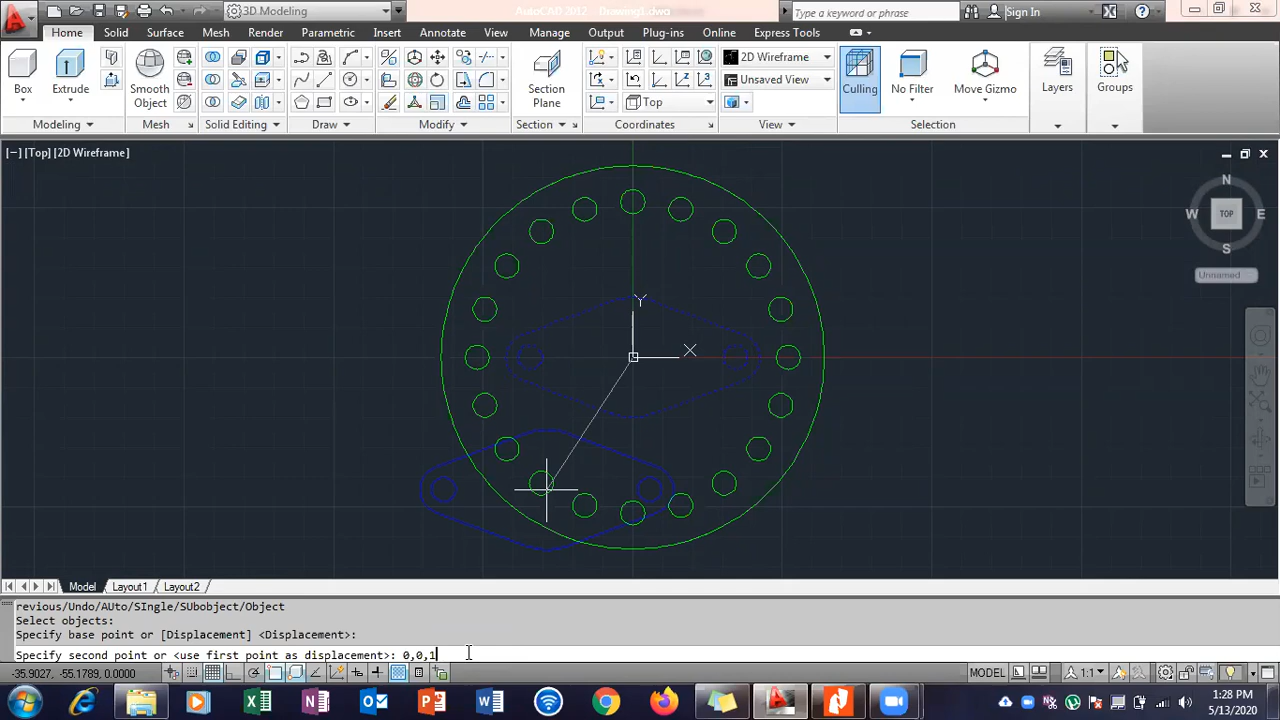 3D Modeling
AutoCAD 2012 - Drawing1.dwg
Type a keyword or phrase
Sign In
Home
Solid
Surface
Mesh
Render
Parametric
Insert
Annotate
View
Manage
Output
Plug-ins
Online
Express Tools
Box
Extrude
Smooth
Object
Section
Plane
2D Wireframe
Unsaved View
Top
Culling
No Filter
Move Gizmo
Layers
Groups
Modeling
Mesh
Solid Editing
Draw
Modify
Section
Coordinates
View
Selection
[−] [Top] [2D Wireframe]
N
W
TOP
E
S
Unnamed
Y
X
Model
Layout1
Layout2
revious/Undo/AUto/SIngle/SUbobject/Object
Select objects:
Specify base point or [Displacement] <Displacement>:
Specify second point or <use first point as displacement>: 0,0,1
-35.9027, -55.1789, 0.0000
MODEL
1:1
1:28 PM
5/13/2020